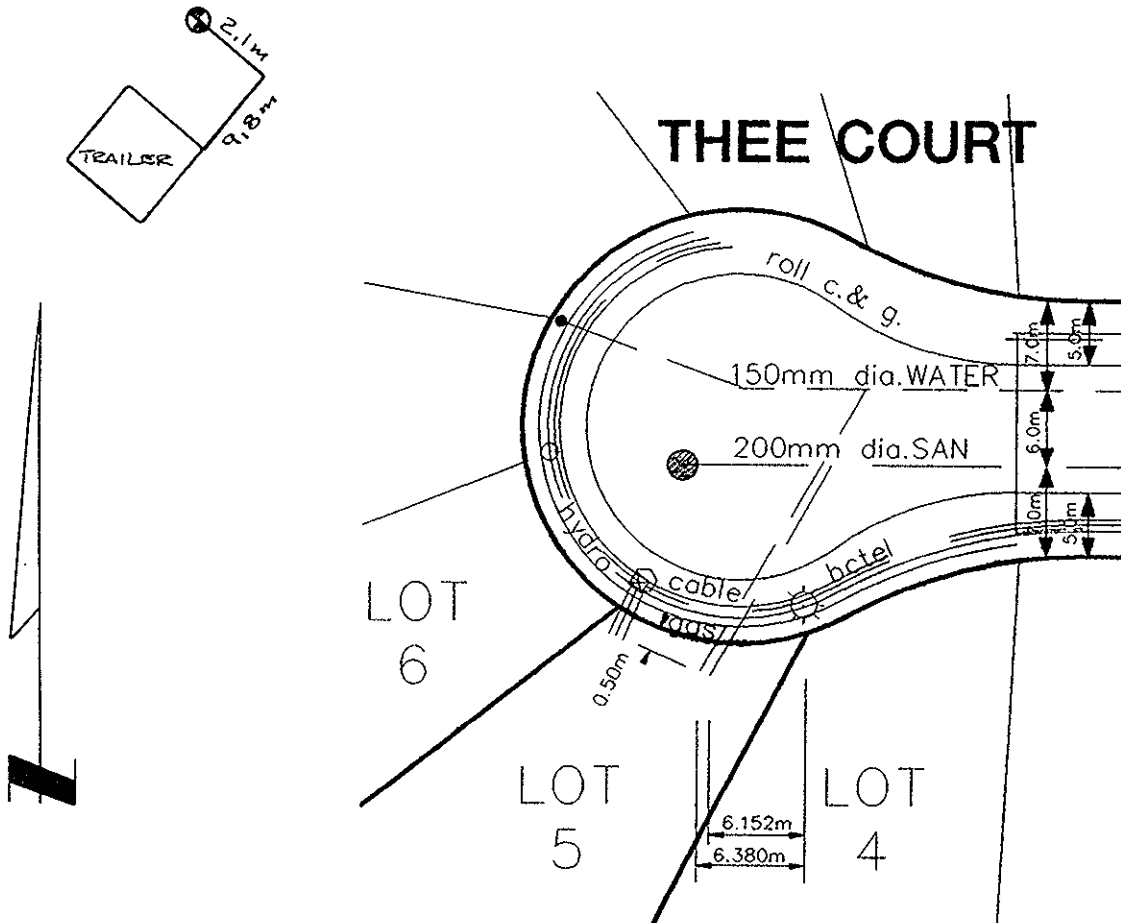 2.1m
9.8m
TRAILER
THEE COURT
roll c.& g.
7.0m
5.0m
150mm dia.WATER
6.0m
200mm dia.SAN
5.0m
hydro
cable
bctel
gas
LOT
6
0.50m
LOT
5
LOT
4
6.152m
6.380m